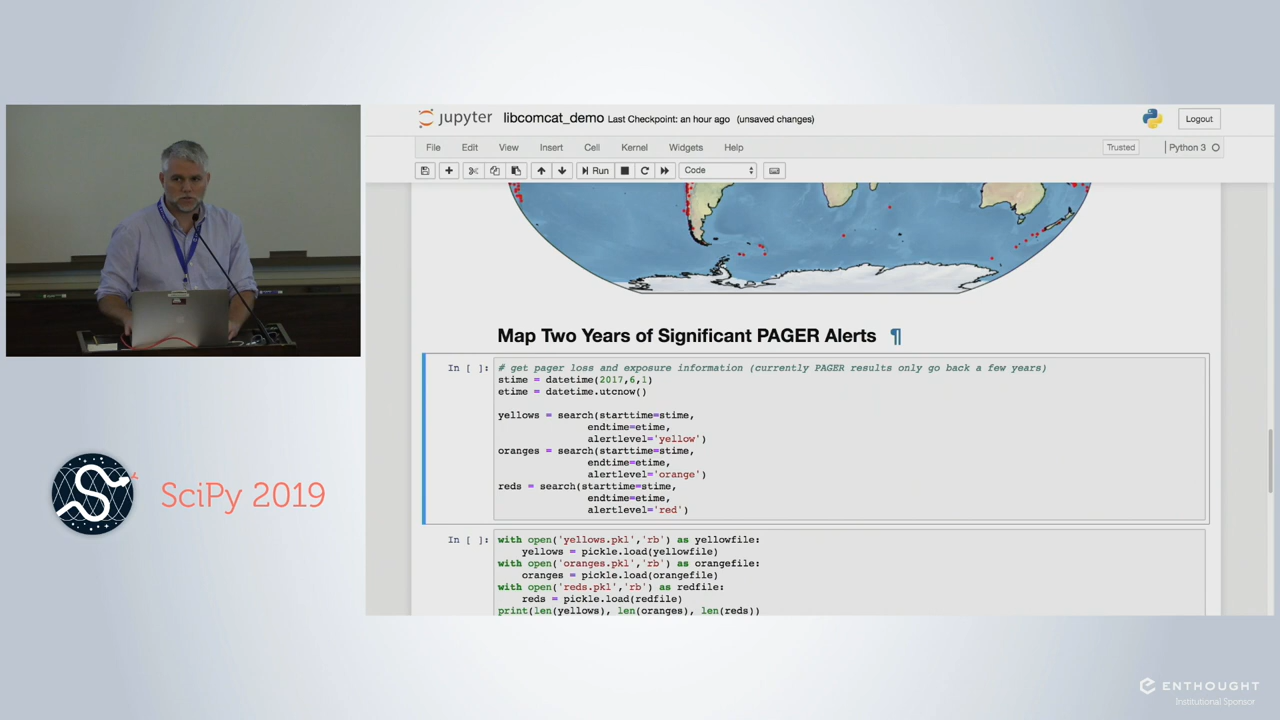 jupyter libcomcat_demo Last Checkpoint: an hour ago (unsaved changes)
Logout
File Edit View Insert Cell Kernel Widgets Help
Trusted
Python 3
Run
Code
Map Two Years of Significant PAGER Alerts ¶
In [ ]:
# get pager loss and exposure information (currently PAGER results only go back a few years)
stime = datetime(2017,6,1)
etime = datetime.utcnow()
yellows = search(starttime=stime,
endtime=etime,
alertlevel='yellow')
oranges = search(starttime=stime,
endtime=etime,
alertlevel='orange')
reds = search(starttime=stime,
endtime=etime,
alertlevel='red')
In [ ]:
with open('yellows.pkl','rb') as yellowfile:
yellows = pickle.load(yellowfile)
with open('oranges.pkl','rb') as orangefile:
oranges = pickle.load(orangefile)
with open('reds.pkl','rb') as redfile:
reds = pickle.load(redfile)
print(len(yellows), len(oranges), len(reds))
SciPy 2019
ENTHOUGHT
Institutional Sponsor